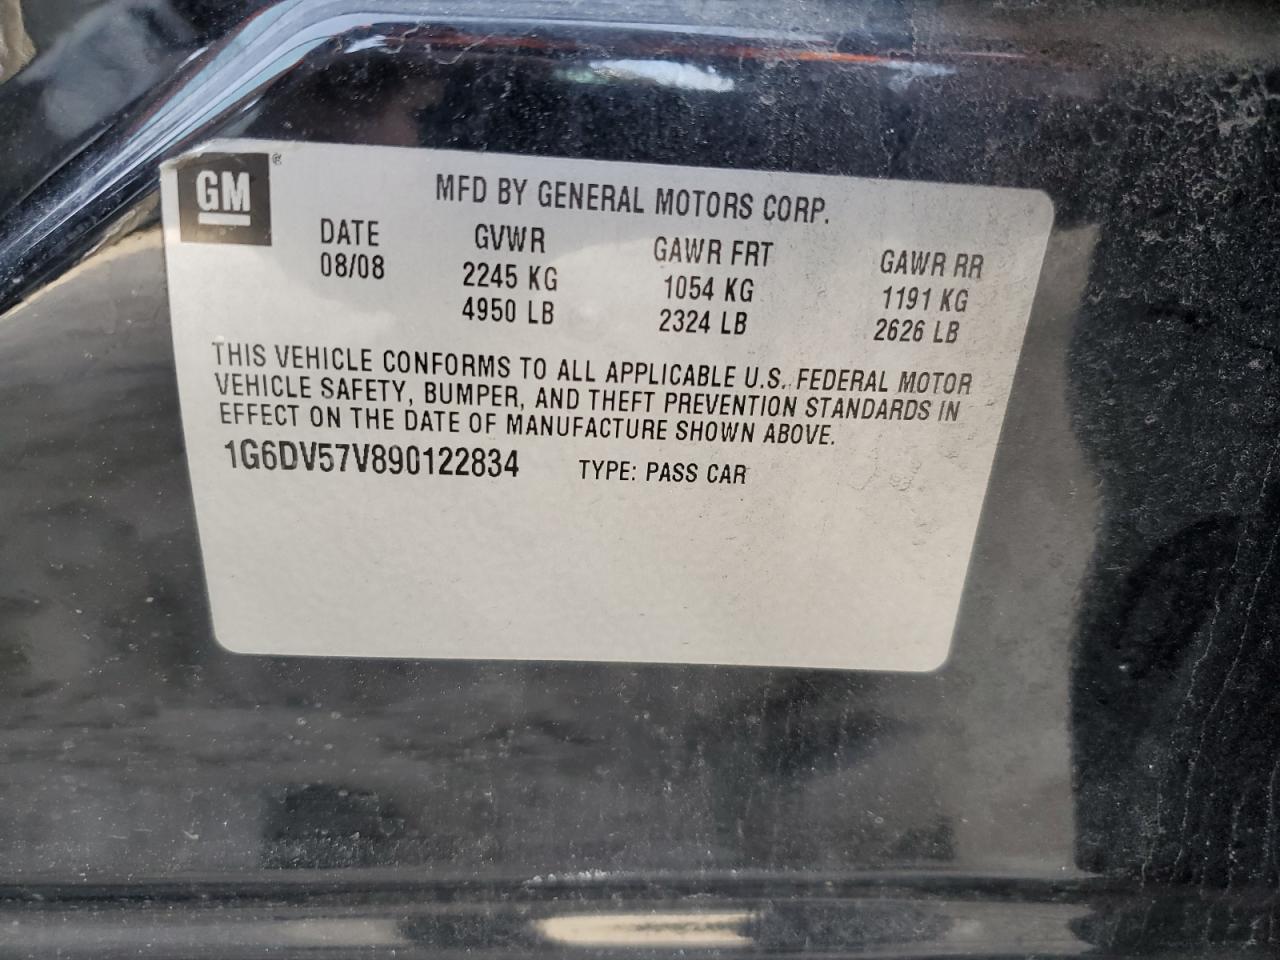 GM ®
MFD BY GENERAL MOTORS CORP.
DATE GVWR GAWR FRT GAWR RR
08/08 2245 KG 1054 KG 1191 KG
4950 LB 2324 LB 2626 LB
THIS VEHICLE CONFORMS TO ALL APPLICABLE U.S. FEDERAL MOTOR
VEHICLE SAFETY, BUMPER, AND THEFT PREVENTION STANDARDS IN
EFFECT ON THE DATE OF MANUFACTURE SHOWN ABOVE.
1G6DV57V890122834 TYPE: PASS CAR